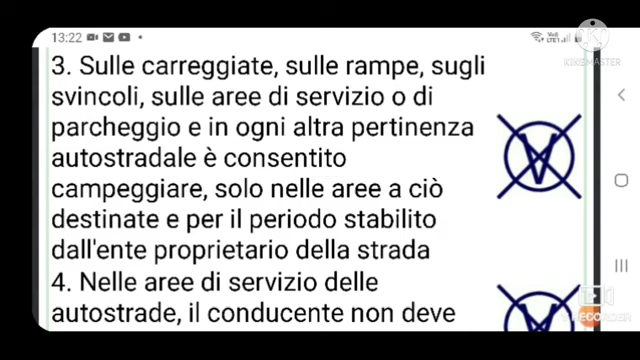 13:22
KINEMASTER
3. Sulle carreggiate, sulle rampe, sugli
svincoli, sulle aree di servizio o di
parcheggio e in ogni altra pertinenza
autostradale è consentito
campeggiare, solo nelle aree a ciò
destinate e per il periodo stabilito
dall'ente proprietario della strada
V
4. Nelle aree di servizio delle
autostrade, il conducente non deve
V